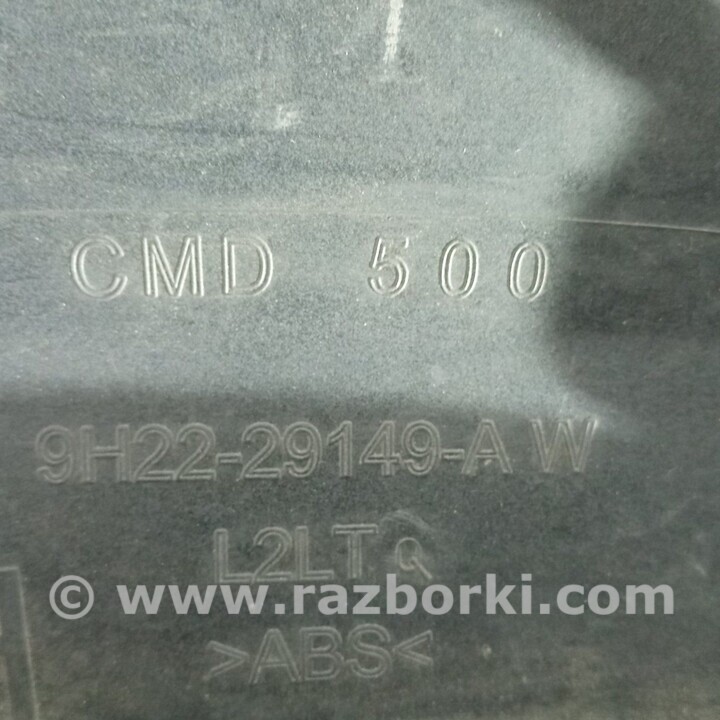 CMD 500
9H22-29149-A W
L2LT Q
© www.razborki.com
>ABS<